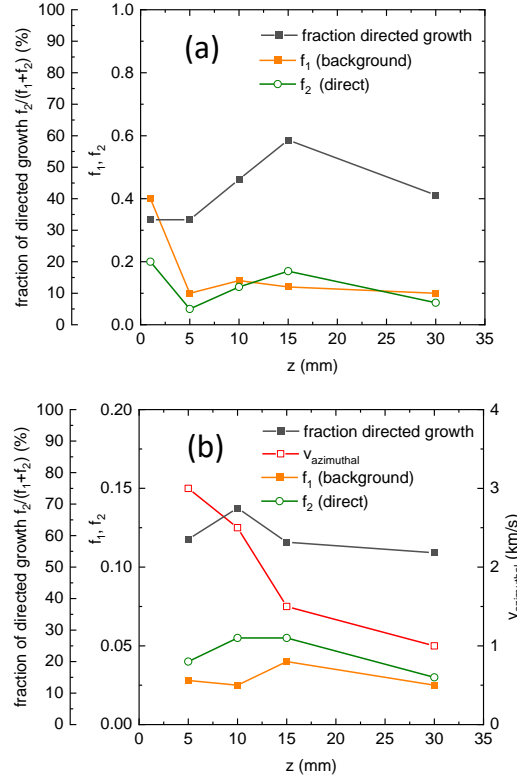 (a)
fraction directed growth
f1 (background)
f2 (direct)
fraction of directed growth f2/(f1+f2) (%)
100
90
80
70
60
50
40
30
20
10
0
f1, f2
1.0
0.8
0.6
0.4
0.2
0.0
0 5 10 15 20 25 30 35
z (mm)
(b)
fraction directed growth
vazimuthal
f1 (background)
f2 (direct)
fraction of directed growth f2/(f1+f2) (%)
100
90
80
70
60
50
40
30
20
10
0
f1, f2
0.20
0.15
0.10
0.05
0.00
4
3
2
1
0
vazimuthal (km/s)
0 5 10 15 20 25 30 35
z (mm)